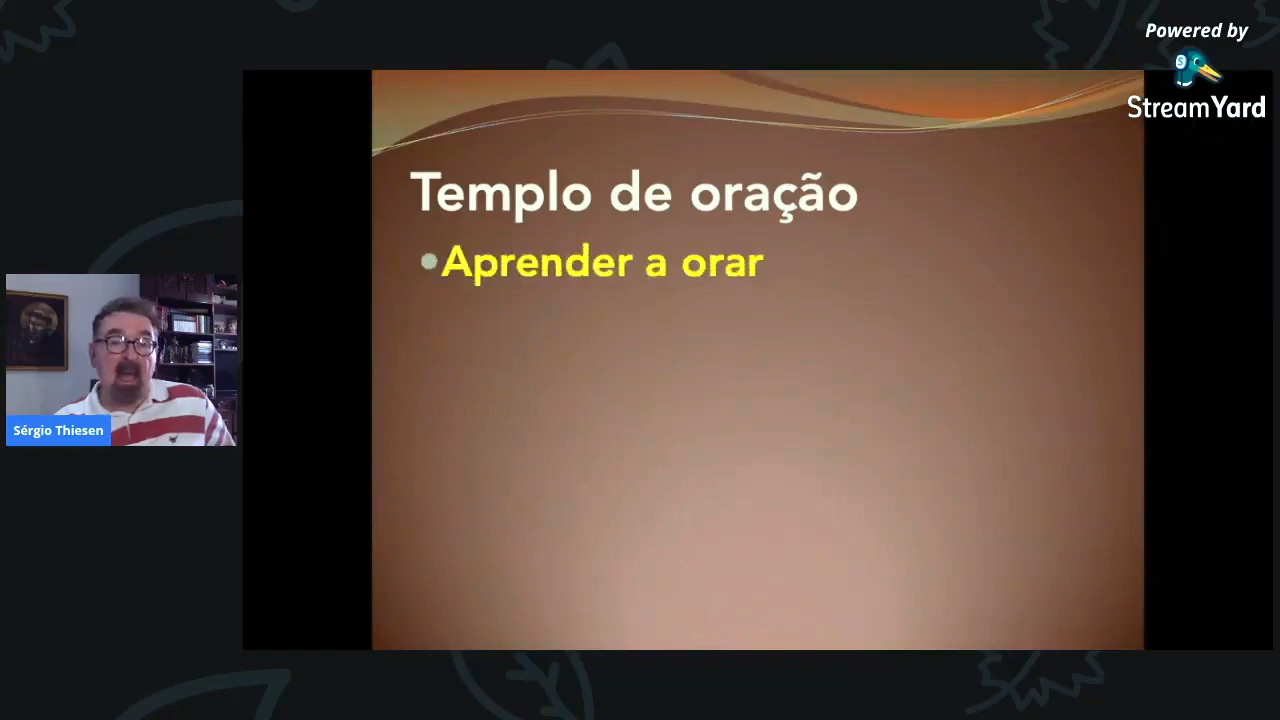 Powered by
StreamYard
Templo de oração
•Aprender a orar
Sérgio Thiesen